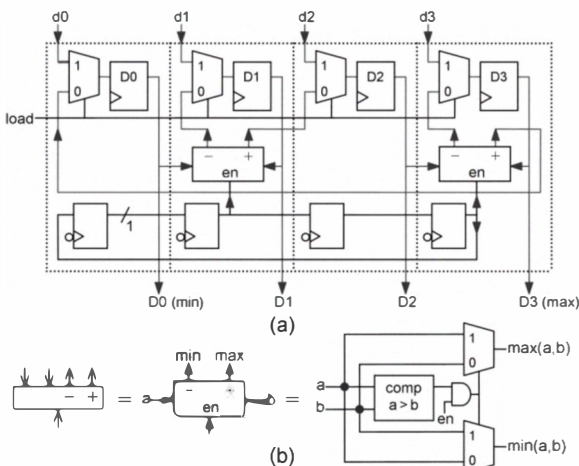 d0 d1 d2 d3
1 D0 1 D1 1 D2 1 D3
0 0 0 0
load
− + − +
en en
1
D0 (min) D1 D2 D3 (max)
(a)
min max
1
0
max(a,b)
− + = a − = a comp
en b a > b
en
1
0
min(a,b)
(b)